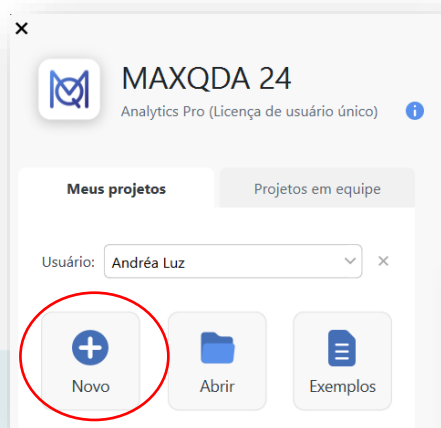 MAXQDA 24
Analytics Pro (Licença de usuário único)
Meus projetos
Projetos em equipe
Usuário: Andréa Luz
Novo
Abrir
Exemplos